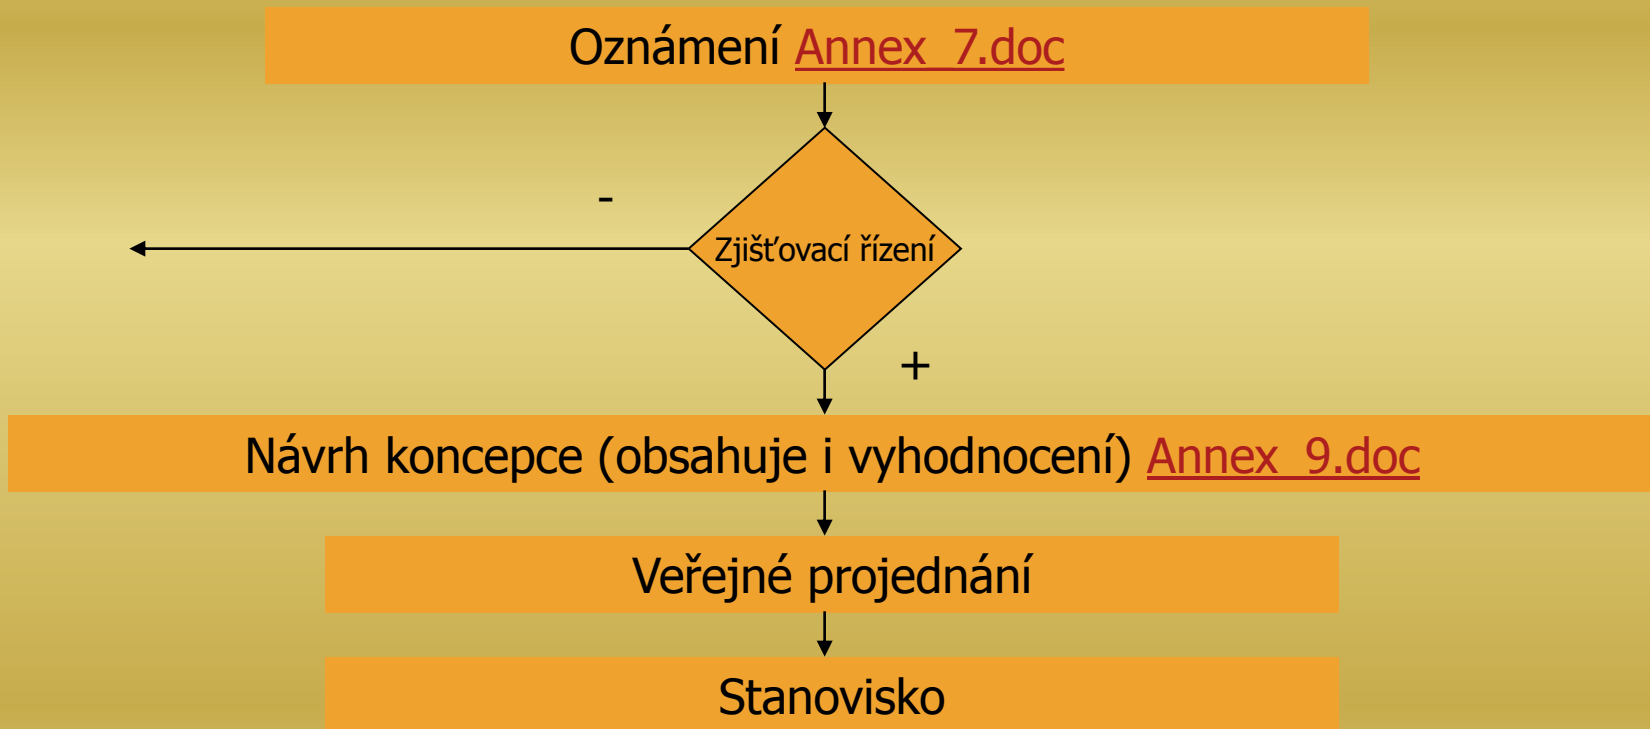 Oznámení Annex_7.doc
-
Zjišťovací řízení
+
Návrh koncepce (obsahuje i vyhodnocení) Annex_9.doc
Veřejné projednání
Stanovisko